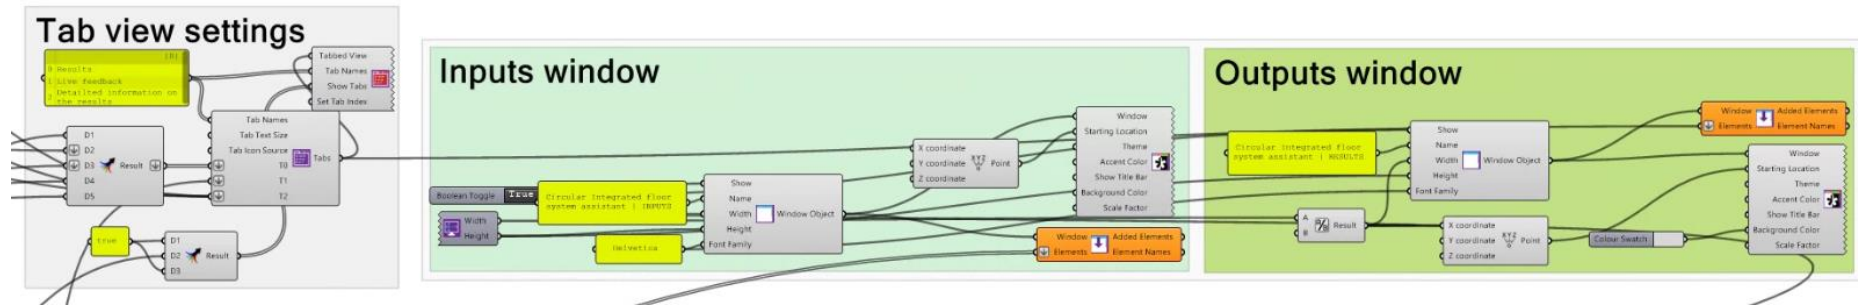 Tab view settings
{0}
0 Results
1 Live feedback
2 Detailted information on
the results
Tabbed View
Tab Names
Show Tabs
Set Tab Index
Tab Names
Tab Text Size
Tab Icon Source
T0
T1
T2
Tabs
D1
D2
D3
D4
D5
Result
true
D1
D2
D3
Result
Inputs window
Boolean Toggle True
Width
Height
Circular integrated floor
system assistant | INPUTS
Helvetica
Show
Name
Width
Height
Font Family
Window Object
X coordinate
Y coordinate
Z coordinate
XYZ
Point
Window
Starting Location
Theme
Accent Color
Show Title Bar
Background Color
Scale Factor
Window Added Elements
Elements Element Names
Outputs window
Circular integrated floor
system assistant | RESULTS
Show
Name
Width
Height
Font Family
Window Object
A
B
Result
X coordinate
Y coordinate
Z coordinate
XYZ
Point
Colour Swatch
Window Added Elements
Elements Element Names
Window
Starting Location
Theme
Accent Color
Show Title Bar
Background Color
Scale Factor